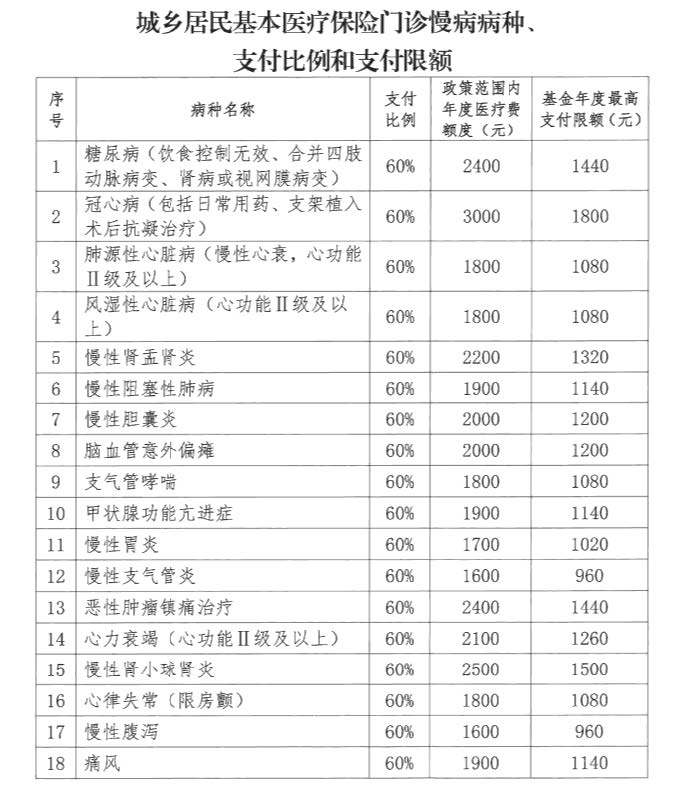 城乡居民基本医疗保险门诊慢病病种、
支付比例和支付限额
序号 病种名称 支付比例 政策范围内年度医疗费额度（元） 基金年度最高支付限额（元）
1 糖尿病（饮食控制无效、合并四肢动脉病变、肾病或视网膜病变） 60% 2400 1440
2 冠心病（包括日常用药、支架植入术后抗凝治疗） 60% 3000 1800
3 肺源性心脏病（慢性心衰，心功能Ⅱ级及以上） 60% 1800 1080
4 风湿性心脏病（心功能Ⅱ级及以上） 60% 1800 1080
5 慢性肾盂肾炎 60% 2200 1320
6 慢性阻塞性肺病 60% 1900 1140
7 慢性胆囊炎 60% 2000 1200
8 脑血管意外偏瘫 60% 2000 1200
9 支气管哮喘 60% 1800 1080
10 甲状腺功能亢进症 60% 1900 1140
11 慢性胃炎 60% 1700 1020
12 慢性支气管炎 60% 1600 960
13 恶性肿瘤镇痛治疗 60% 2400 1440
14 心力衰竭（心功能Ⅱ级及以上） 60% 2100 1260
15 慢性肾小球肾炎 60% 2500 1500
16 心律失常（限房颤） 60% 1800 1080
17 慢性腹泻 60% 1600 960
18 痛风 60% 1900 1140